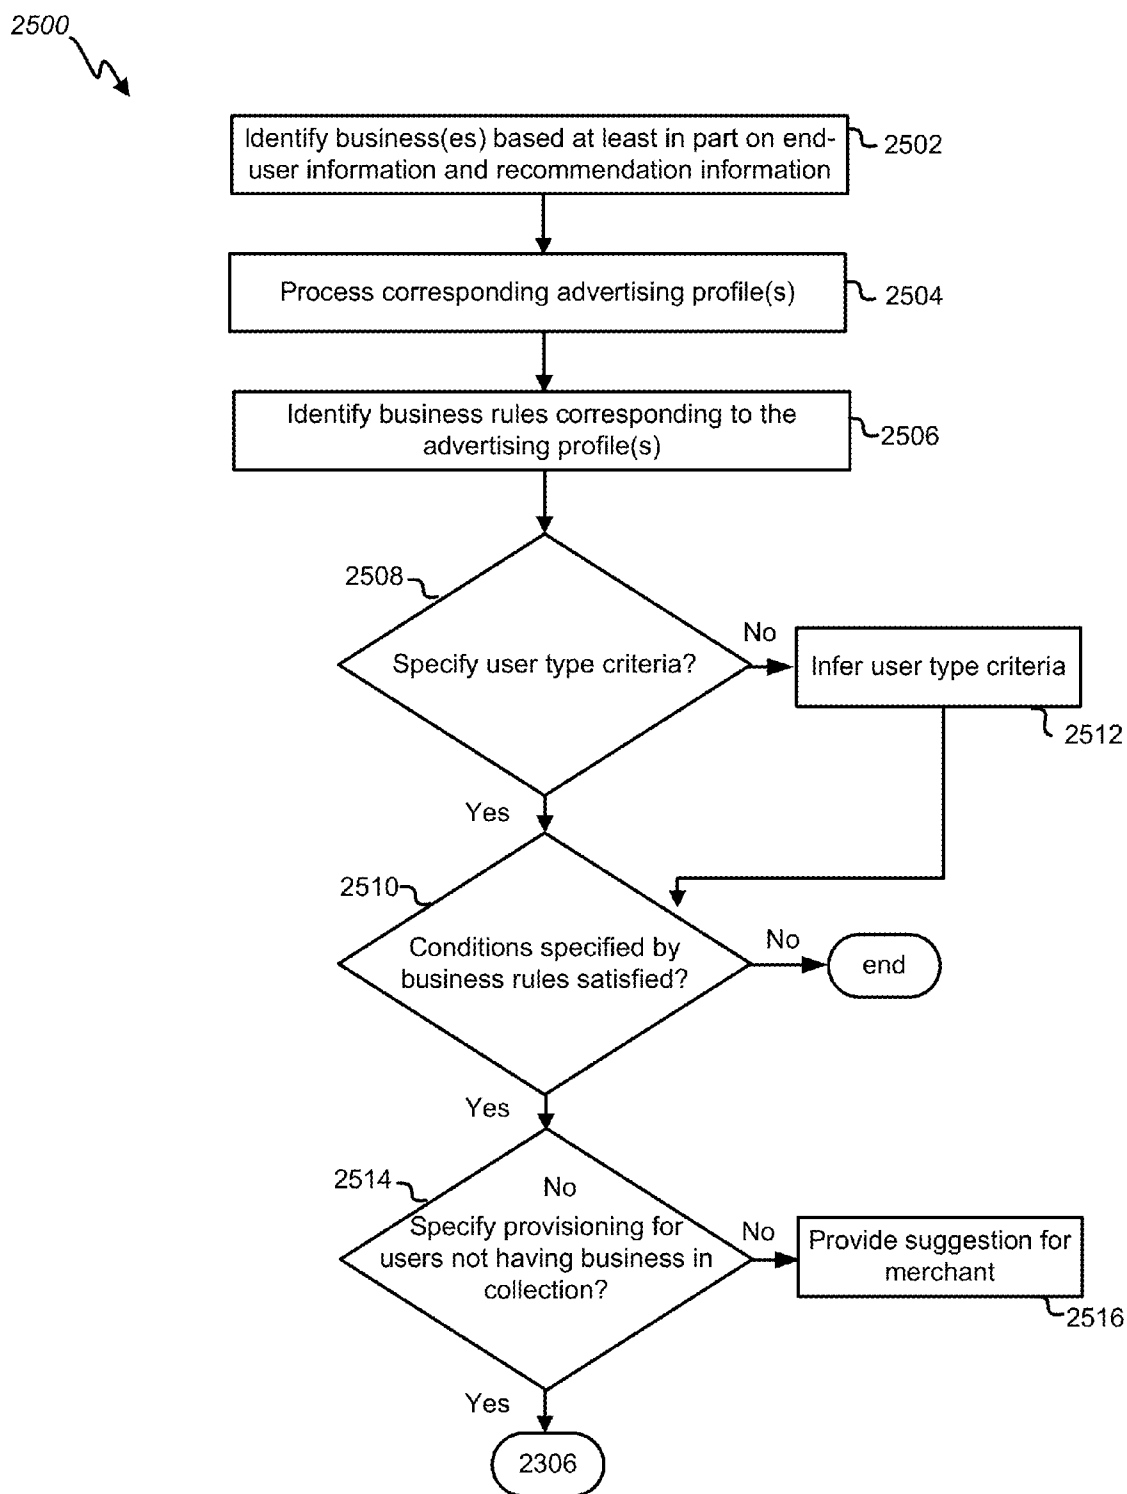 2500
Identify business(es) based at least in part on end-
user information and recommendation information
2502
Process corresponding advertising profile(s)
2504
Identify business rules corresponding to the
advertising profile(s)
2506
2508
Specify user type criteria?
No
Infer user type criteria
2512
Yes
2510
Conditions specified by
business rules satisfied?
No
end
Yes
2514
No
Specify provisioning for
users not having business in
collection?
No
Provide suggestion for
merchant
2516
Yes
2306